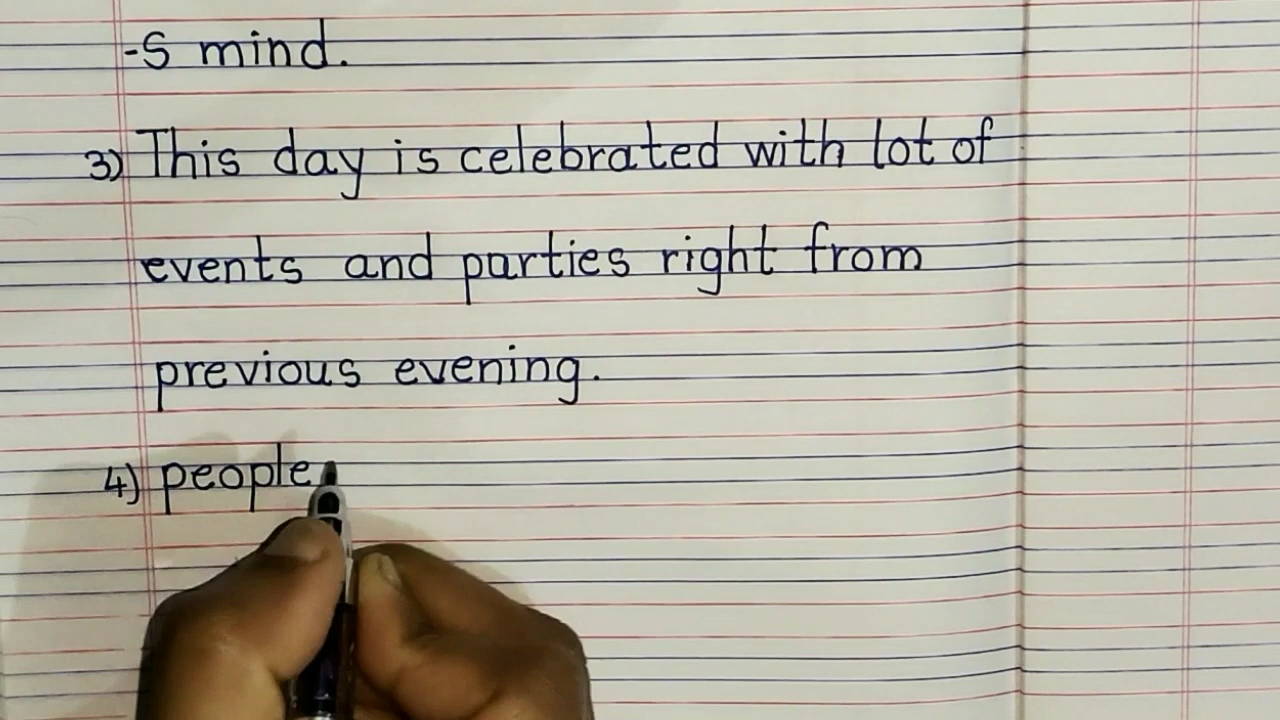 -s mind.
3) This day is celebrated with lot of
events and parties right from
previous evening.
4) people